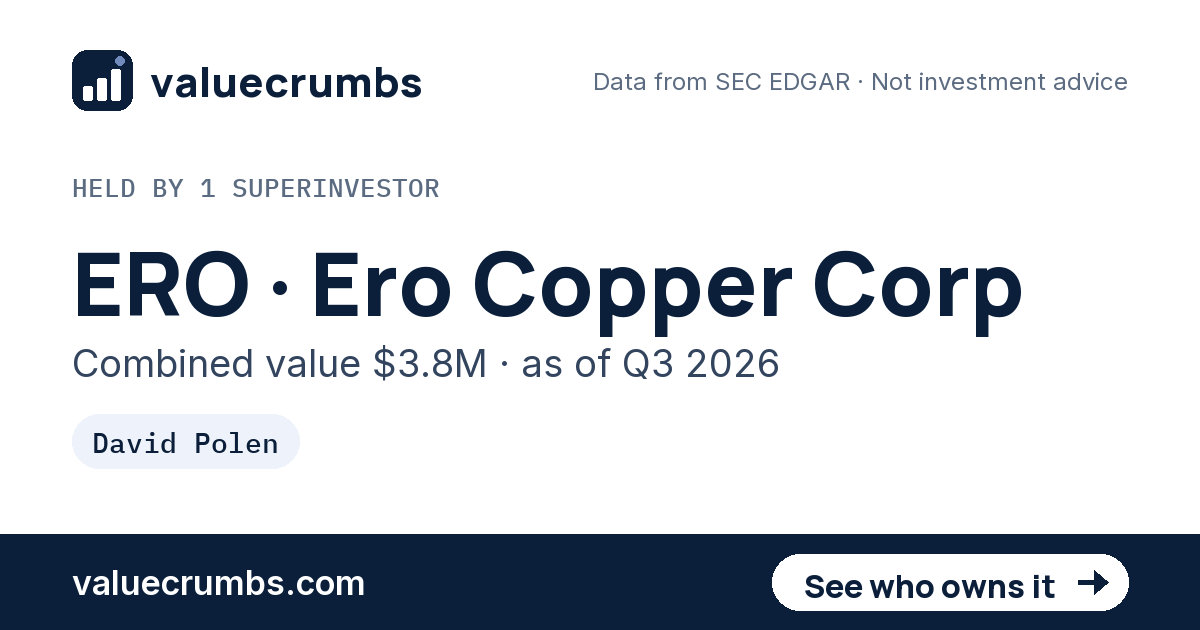 valuecrumbs
Data from SEC EDGAR · Not investment advice
HELD BY 1 SUPERINVESTOR
ERO · Ero Copper Corp
Combined value $3.8M · as of Q3 2026
David Polen
valuecrumbs.com
See who owns it →